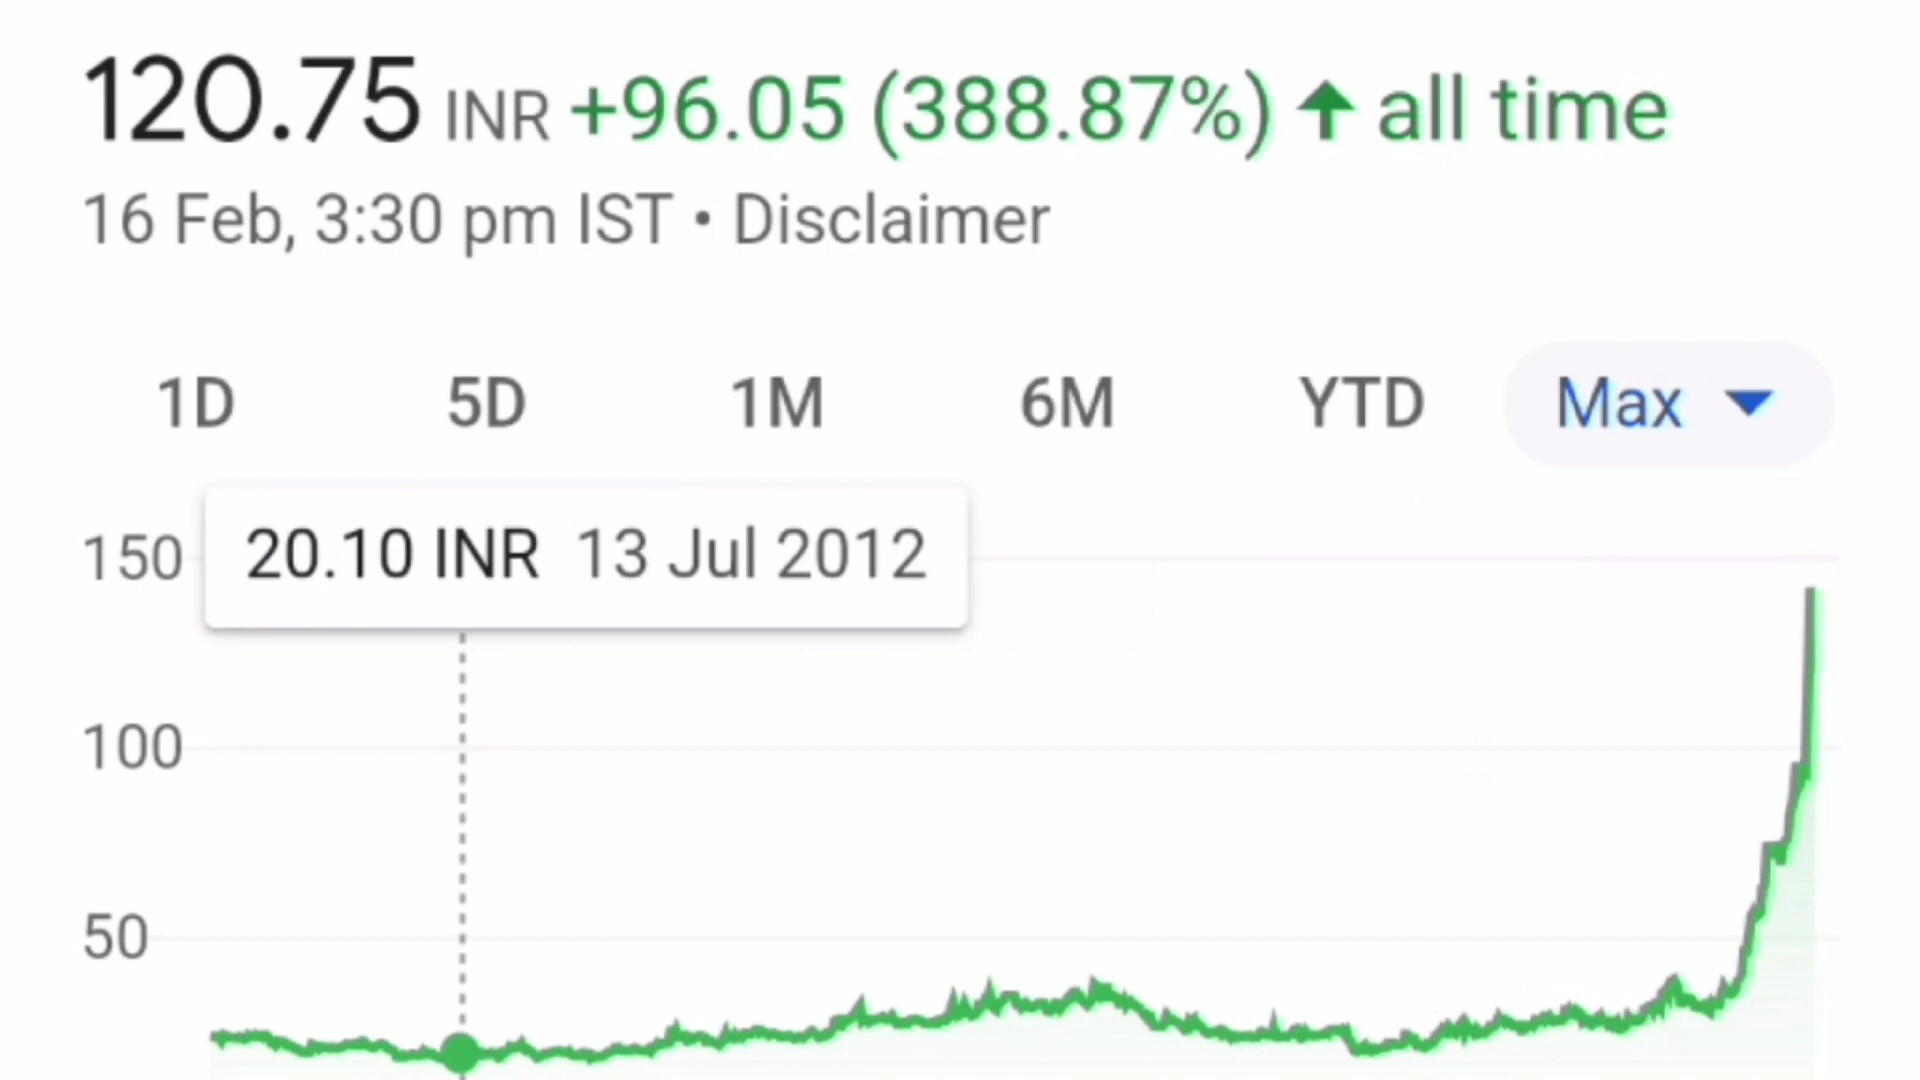 120.75 INR +96.05 (388.87%) ↑ all time
16 Feb, 3:30 pm IST • Disclaimer
1D 5D 1M 6M YTD Max
20.10 INR 13 Jul 2012
150
100
50